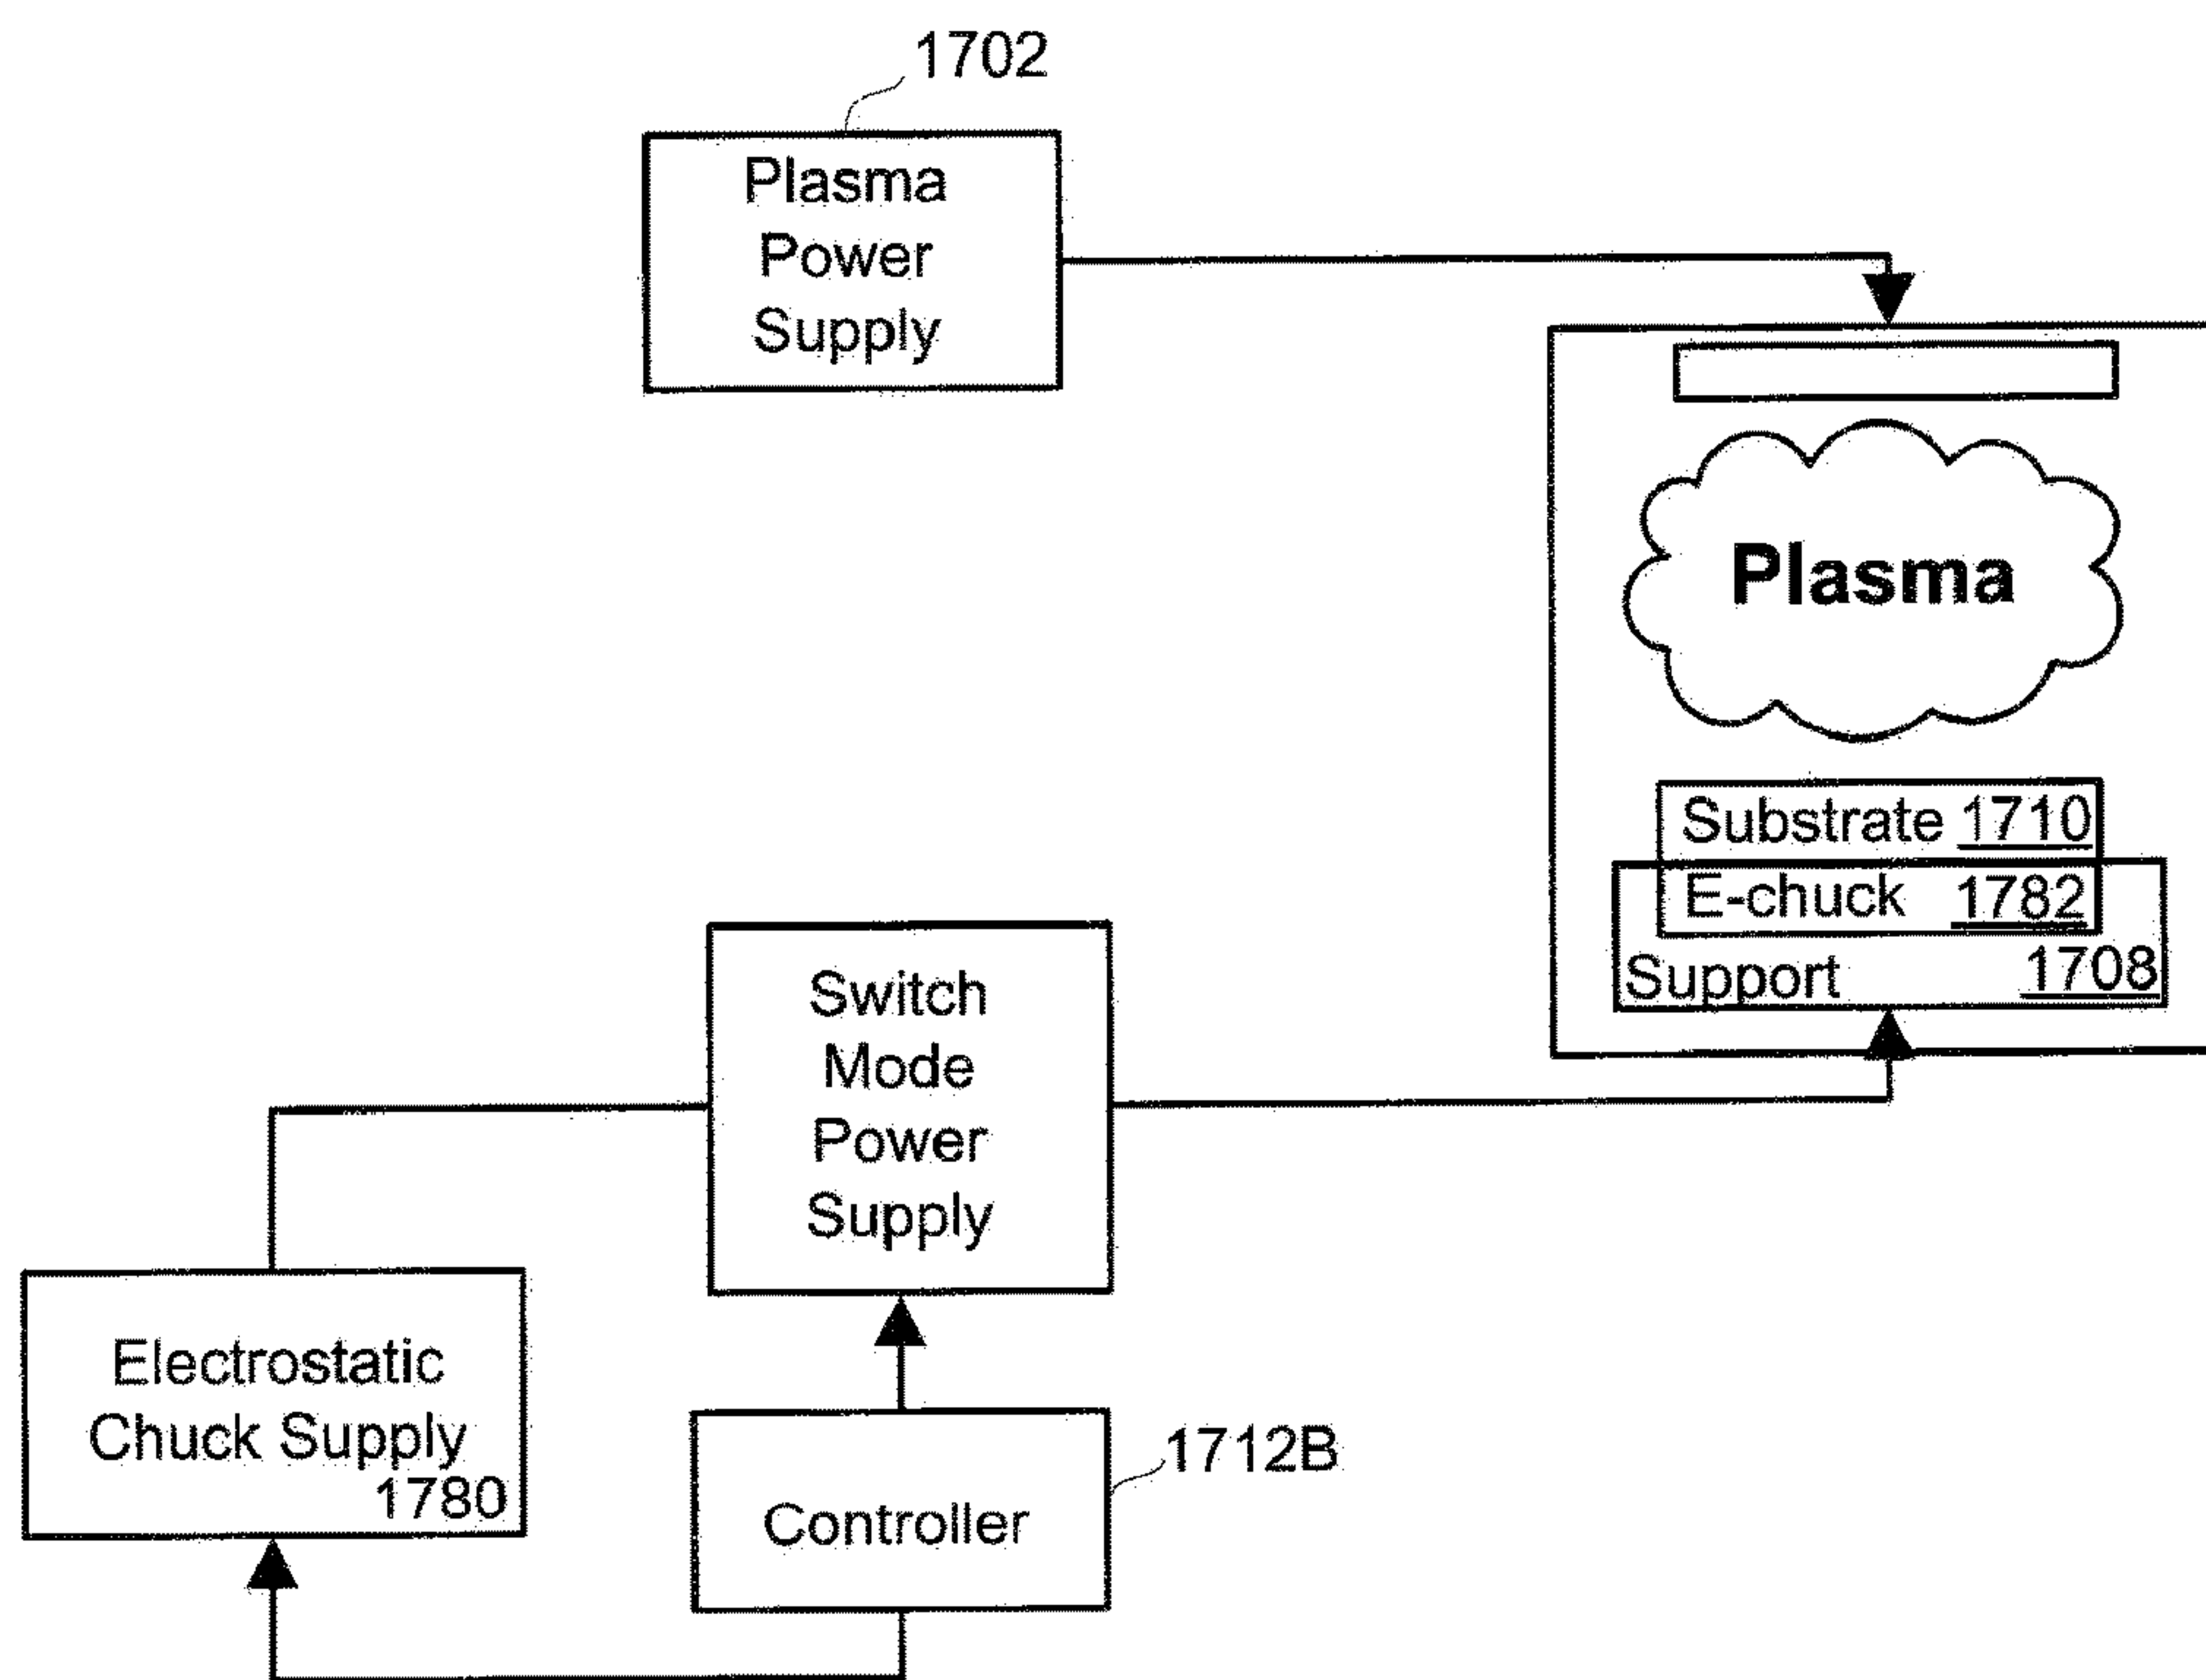 1702
Plasma
Power
Supply
Plasma
Substrate 1710
E-chuck 1782
Support 1708
Switch
Mode
Power
Supply
Electrostatic
Chuck Supply
1780
Controller
1712B